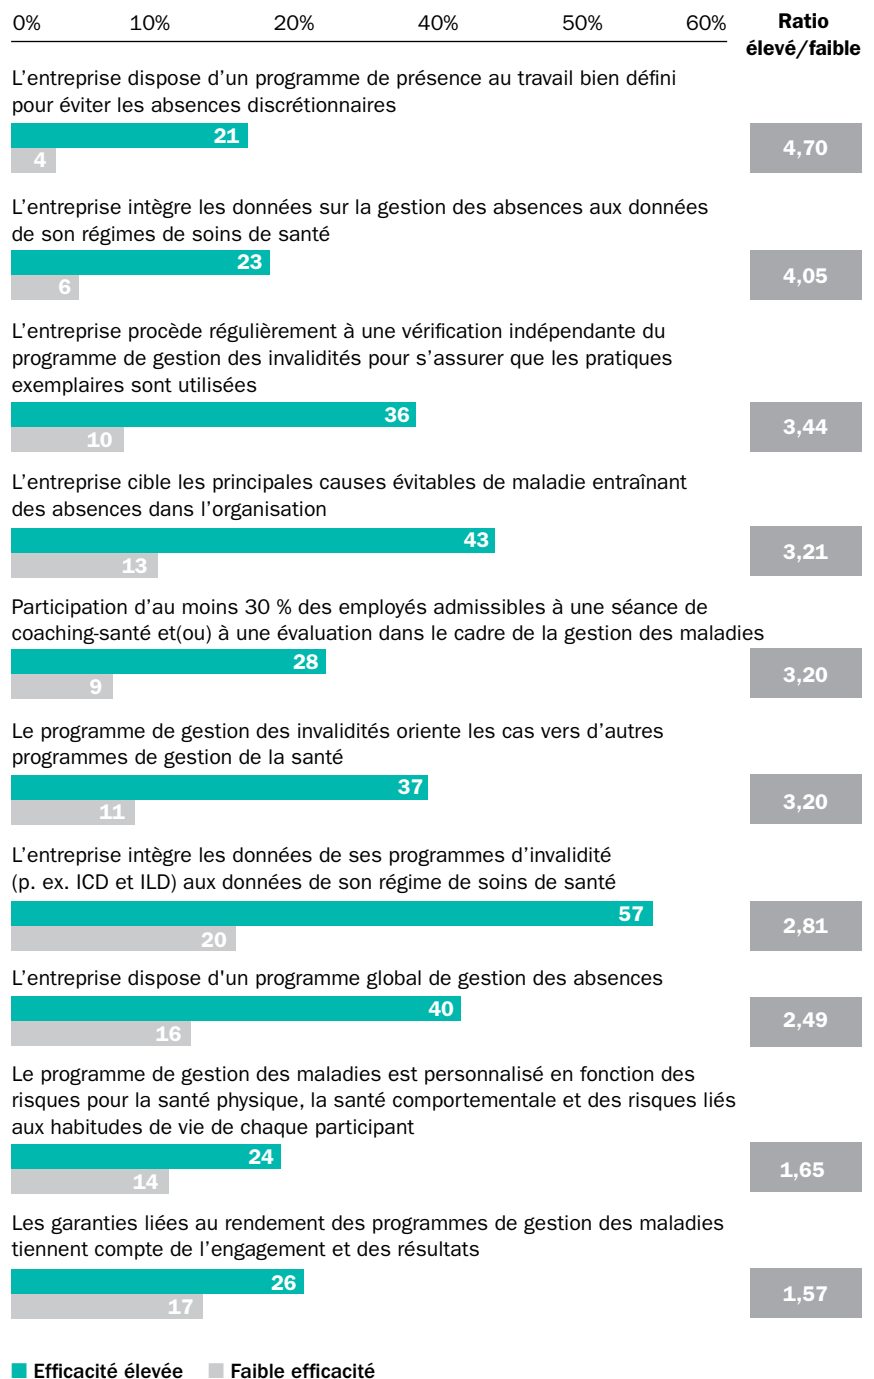 0% 10% 20% 40% 50% 60% Ratio
élevé/faible
L’entreprise dispose d’un programme de présence au travail bien défini
pour éviter les absences discrétionnaires
21
4
4,70
L’entreprise intègre les données sur la gestion des absences aux données
de son régimes de soins de santé
23
6
4,05
L’entreprise procède régulièrement à une vérification indépendante du
programme de gestion des invalidités pour s’assurer que les pratiques
exemplaires sont utilisées
36
10
3,44
L’entreprise cible les principales causes évitables de maladie entraînant
des absences dans l’organisation
43
13
3,21
Participation d’au moins 30 % des employés admissibles à une séance de
coaching-santé et(ou) à une évaluation dans le cadre de la gestion des maladies
28
9
3,20
Le programme de gestion des invalidités oriente les cas vers d’autres
programmes de gestion de la santé
37
11
3,20
L’entreprise intègre les données de ses programmes d’invalidité
(p. ex. ICD et ILD) aux données de son régime de soins de santé
57
20
2,81
L’entreprise dispose d'un programme global de gestion des absences
40
16
2,49
Le programme de gestion des maladies est personnalisé en fonction des
risques pour la santé physique, la santé comportementale et des risques liés
aux habitudes de vie de chaque participant
24
14
1,65
Les garanties liées au rendement des programmes de gestion des maladies
tiennent compte de l’engagement et des résultats
26
17
1,57
Efficacité élevée Faible efficacité